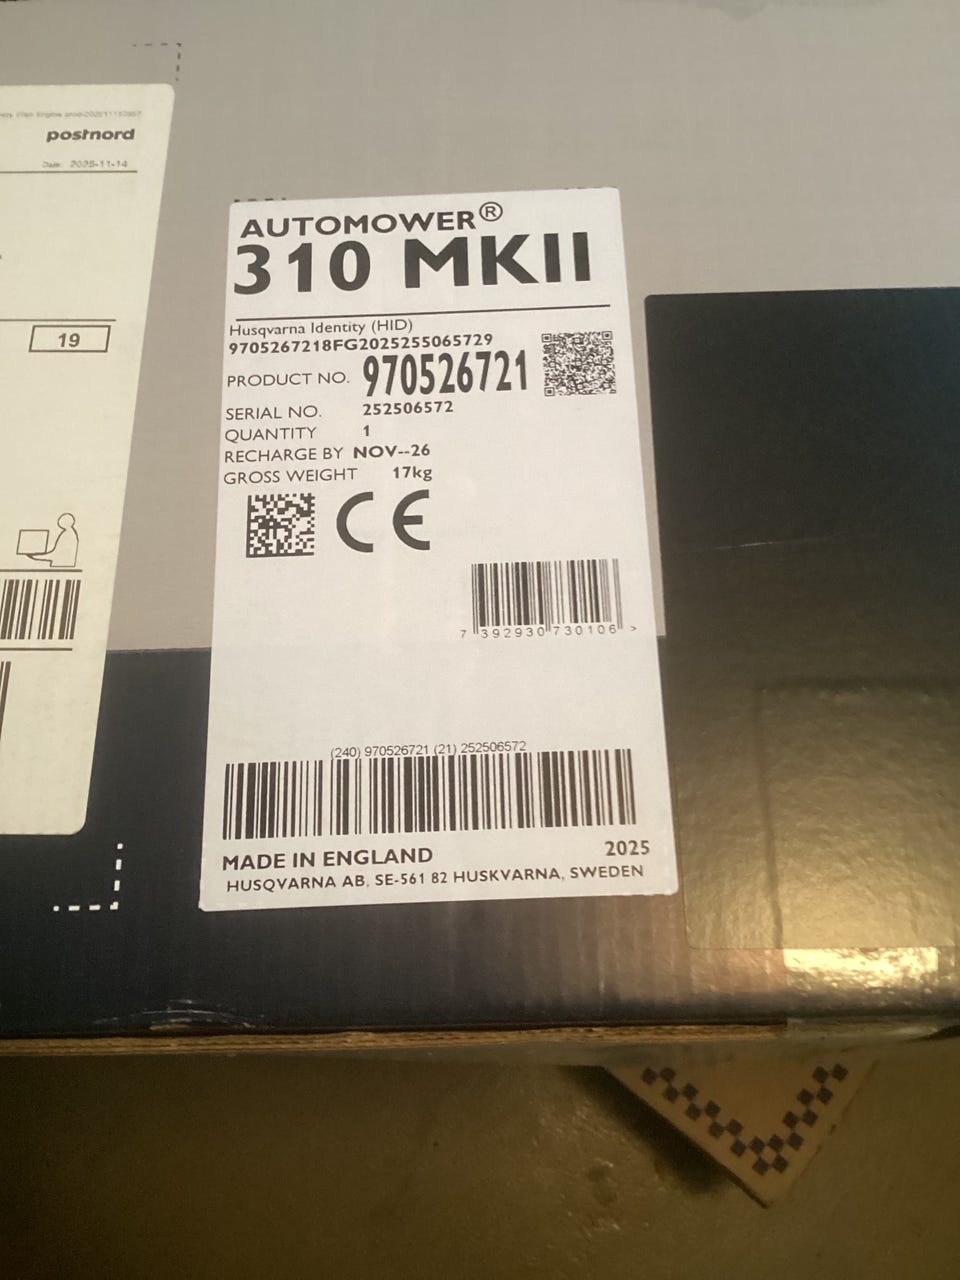 postnord
Date: 2025-11-14
19
AUTOMOWER®
310 MKII
Husqvarna Identity (HID)
9705267218FG2025255065729
PRODUCT NO. 970526721
SERIAL NO. 252506572
QUANTITY 1
RECHARGE BY NOV--26
GROSS WEIGHT 17kg
CE
7 392930 730106 >
(240) 970526721 (21) 252506572
MADE IN ENGLAND 2025
HUSQVARNA AB, SE-561 82 HUSKVARNA, SWEDEN